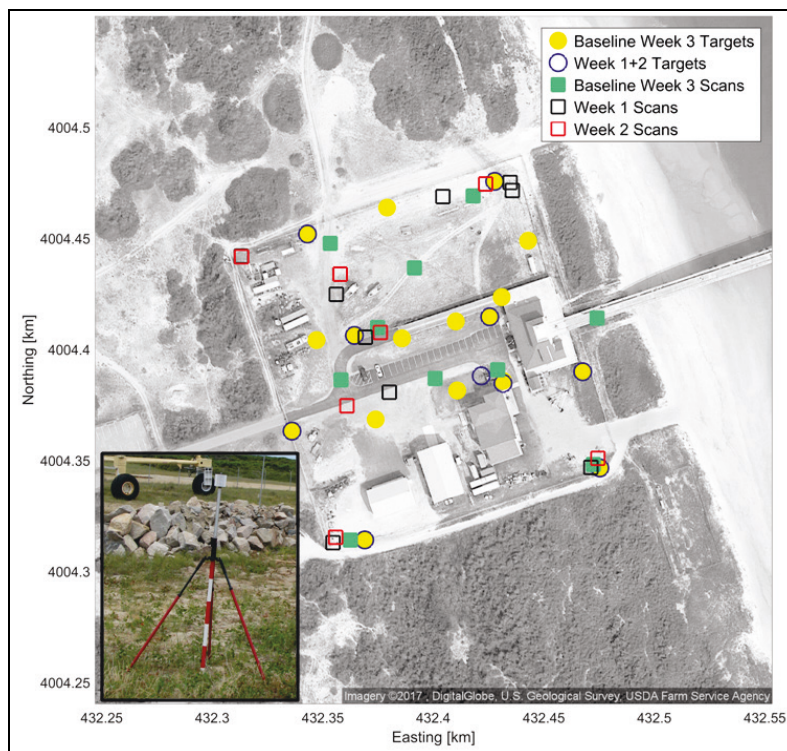 Baseline Week 3 Targets
Week 1+2 Targets
Baseline Week 3 Scans
Week 1 Scans
Week 2 Scans
4004.5
4004.45
4004.4
4004.35
4004.3
4004.25
Northing [km]
Imagery ©2017 , DigitalGlobe, U.S. Geological Survey, USDA Farm Service Agency
432.25
432.3
432.35
432.4
432.45
432.5
432.55
Easting [km]